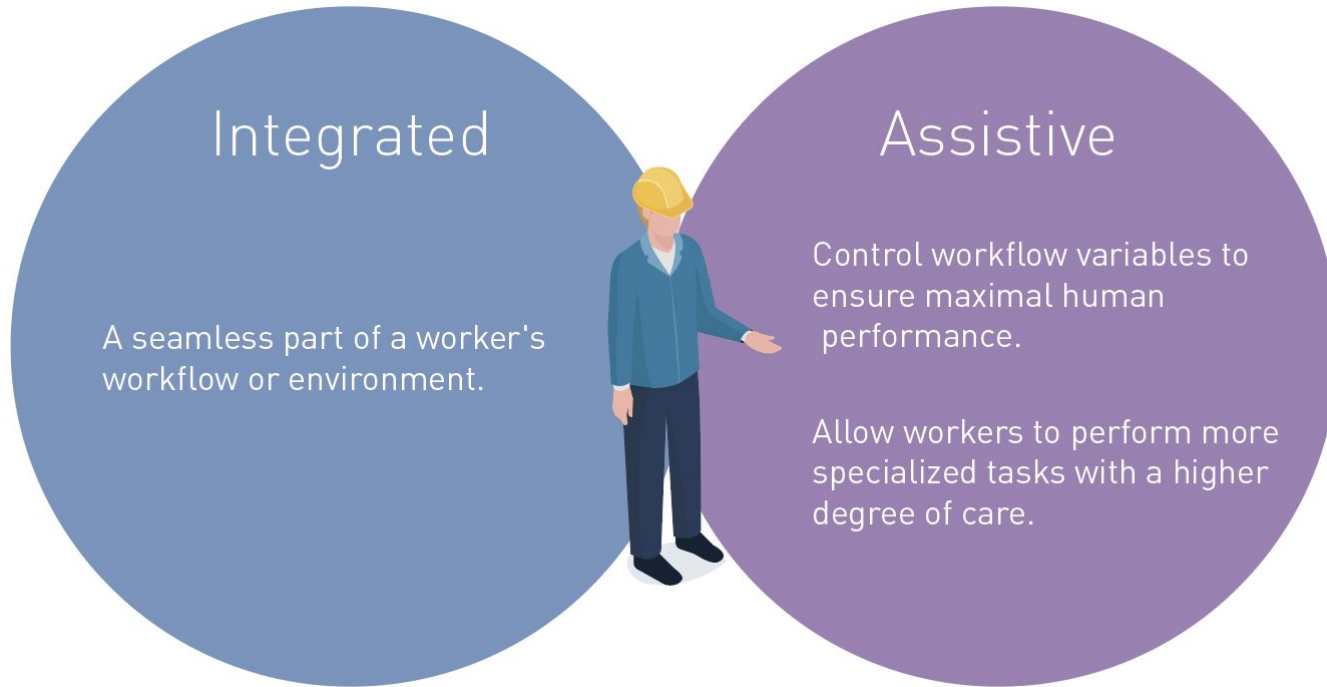 Integrated
A seamless part of a worker's
workflow or environment.
Assistive
Control workflow variables to
ensure maximal human
performance.
Allow workers to perform more
specialized tasks with a higher
degree of care.